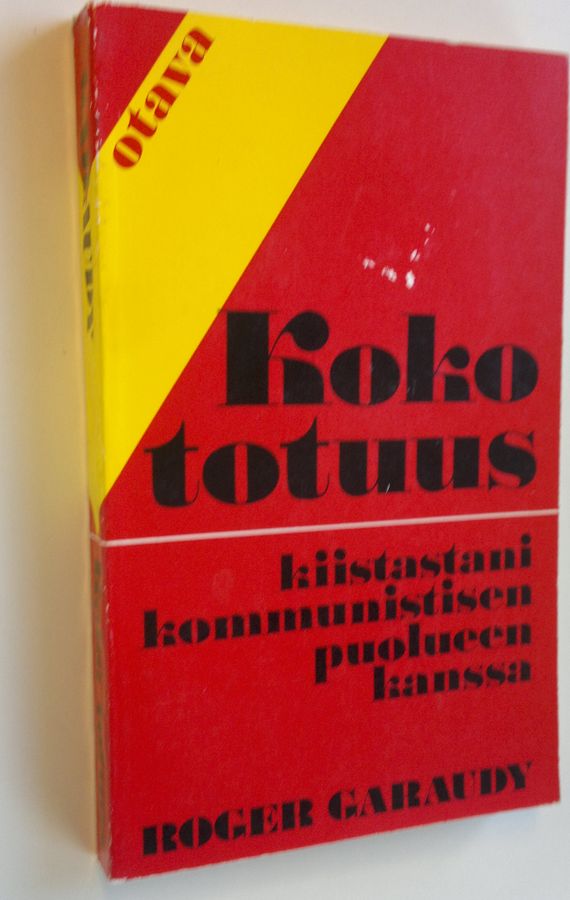 otava
Koko
totuus
kiistastani
kommunistisen
puolueen
kanssa
ROGER GARAUDY